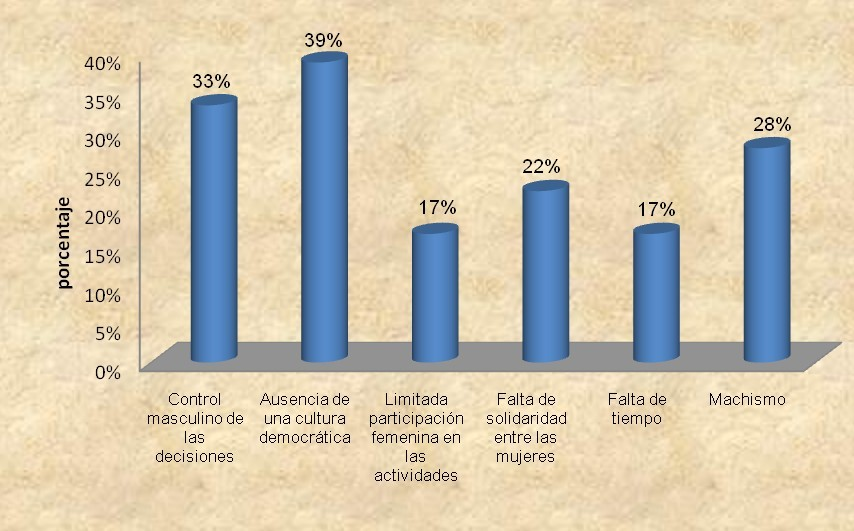 39%
40%
33%
35%
30%
28%
25%
22%
20%
17%
17%
15%
10%
5%
0%
porcentaje
Control
masculino de
las
decisiones
Ausencia de
una cultura
democrática
Limitada
participación
femenina en
las
actividades
Falta de
solidaridad
entre las
mujeres
Falta de
tiempo
Machismo